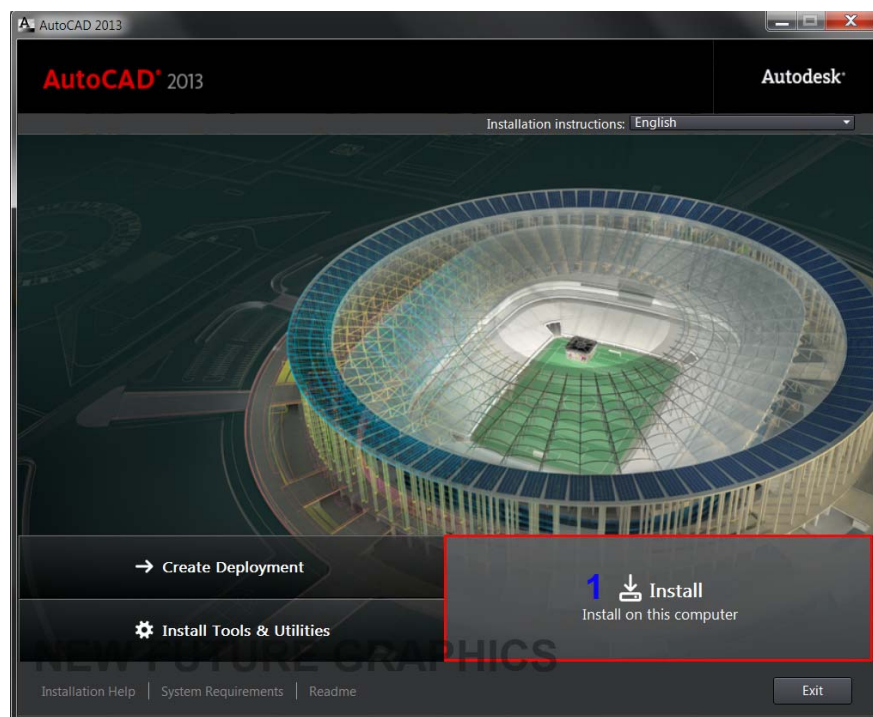 AutoCAD 2013
AutoCAD® 2013
Autodesk®
Installation instructions: English
→ Create Deployment
1 Install
Install on this computer
Install Tools & Utilities
NEW FUTURE GRAPHICS
Installation Help | System Requirements | Readme
Exit